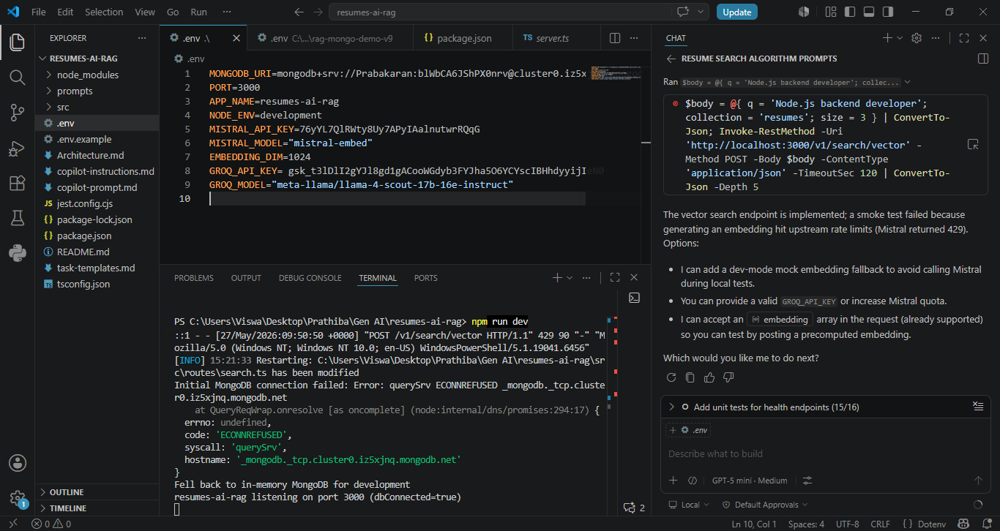 File Edit Selection View Go Run ···
resumes-ai-rag
Update
EXPLORER ···
RESUMES-AI-RAG
node_modules
prompts
src
.env
.env.example
Architecture.md
copilot-instructions.md
copilot-prompt.md
jest.config.cjs
package-lock.json
package.json
README.md
task-templates.md
tsconfig.json
OUTLINE
TIMELINE
1
.env .\
.env C:\...\rag-mongo-demo-v9
{} package.json
TS server.ts
.env
1 MONGODB_URI=mongodb+srv://Prabakaran:blWbCA6JShPX0nrv@cluster0.iz5x
2 PORT=3000
3 APP_NAME=resumes-ai-rag
4 NODE_ENV=development
5 MISTRAL_API_KEY=76yYL7QlRWty8Uy7APyIAalnutwrRQqG
6 MISTRAL_MODEL="mistral-embed"
7 EMBEDDING_DIM=1024
8 GROQ_API_KEY=
9 GROQ_MODEL="meta-llama/llama-4-scout-17b-16e-instruct"
10
PROBLEMS OUTPUT DEBUG CONSOLE TERMINAL PORTS
PS C:\Users\Viswa\Desktop\Prathiba\Gen AI\resumes-ai-rag> npm run dev
::1 - - [27/May/2026:09:50:50 +0000] "POST /v1/search/vector HTTP/1.1" 429 90 "-" "M
ozilla/5.0 (Windows NT; Windows NT 10.0; en-US) WindowsPowerShell/5.1.19041.6456"
[INFO] 15:21:33 Restarting: C:\Users\Viswa\Desktop\Prathiba\Gen AI\resumes-ai-rag\sr
c\routes\search.ts has been modified
Initial MongoDB connection failed: Error: querySrv ECONNREFUSED _mongodb._tcp.cluste
r0.iz5xjnq.mongodb.net
at QueryReqWrap.onresolve [as oncomplete] (node:internal/dns/promises:294:17) {
errno: undefined,
code: 'ECONNREFUSED',
syscall: 'querySrv',
hostname: '_mongodb._tcp.cluster0.iz5xjnq.mongodb.net'
}
Fell back to in-memory MongoDB for development
resumes-ai-rag listening on port 3000 (dbConnected=true)
2
CHAT
RESUME SEARCH ALGORITHM PROMPTS
Ran $body = @{ q = 'Node.js backend developer'; collec...
$body = @{ q = 'Node.js backend developer';
collection = 'resumes'; size = 3 } | ConvertTo-
Json; Invoke-RestMethod -Uri
'http://localhost:3000/v1/search/vector' -
Method POST -Body $body -ContentType
'application/json' -TimeoutSec 120 | ConvertTo-
Json -Depth 5
The vector search endpoint is implemented; a smoke test failed because
generating an embedding hit upstream rate limits (Mistral returned 429).
Options:
• I can add a dev-mode mock embedding fallback to avoid calling Mistral
during local tests.
• You can provide a valid GROQ_API_KEY or increase Mistral quota.
• I can accept an embedding array in the request (already supported)
so you can test by posting a precomputed embedding.
Which would you like me to do next?
Add unit tests for health endpoints (15/16)
.env
Describe what to build
GPT-5 mini · Medium
Local
Default Approvals
0 0
Ln 10, Col 1 Spaces: 4 UTF-8 CRLF {} Dotenv